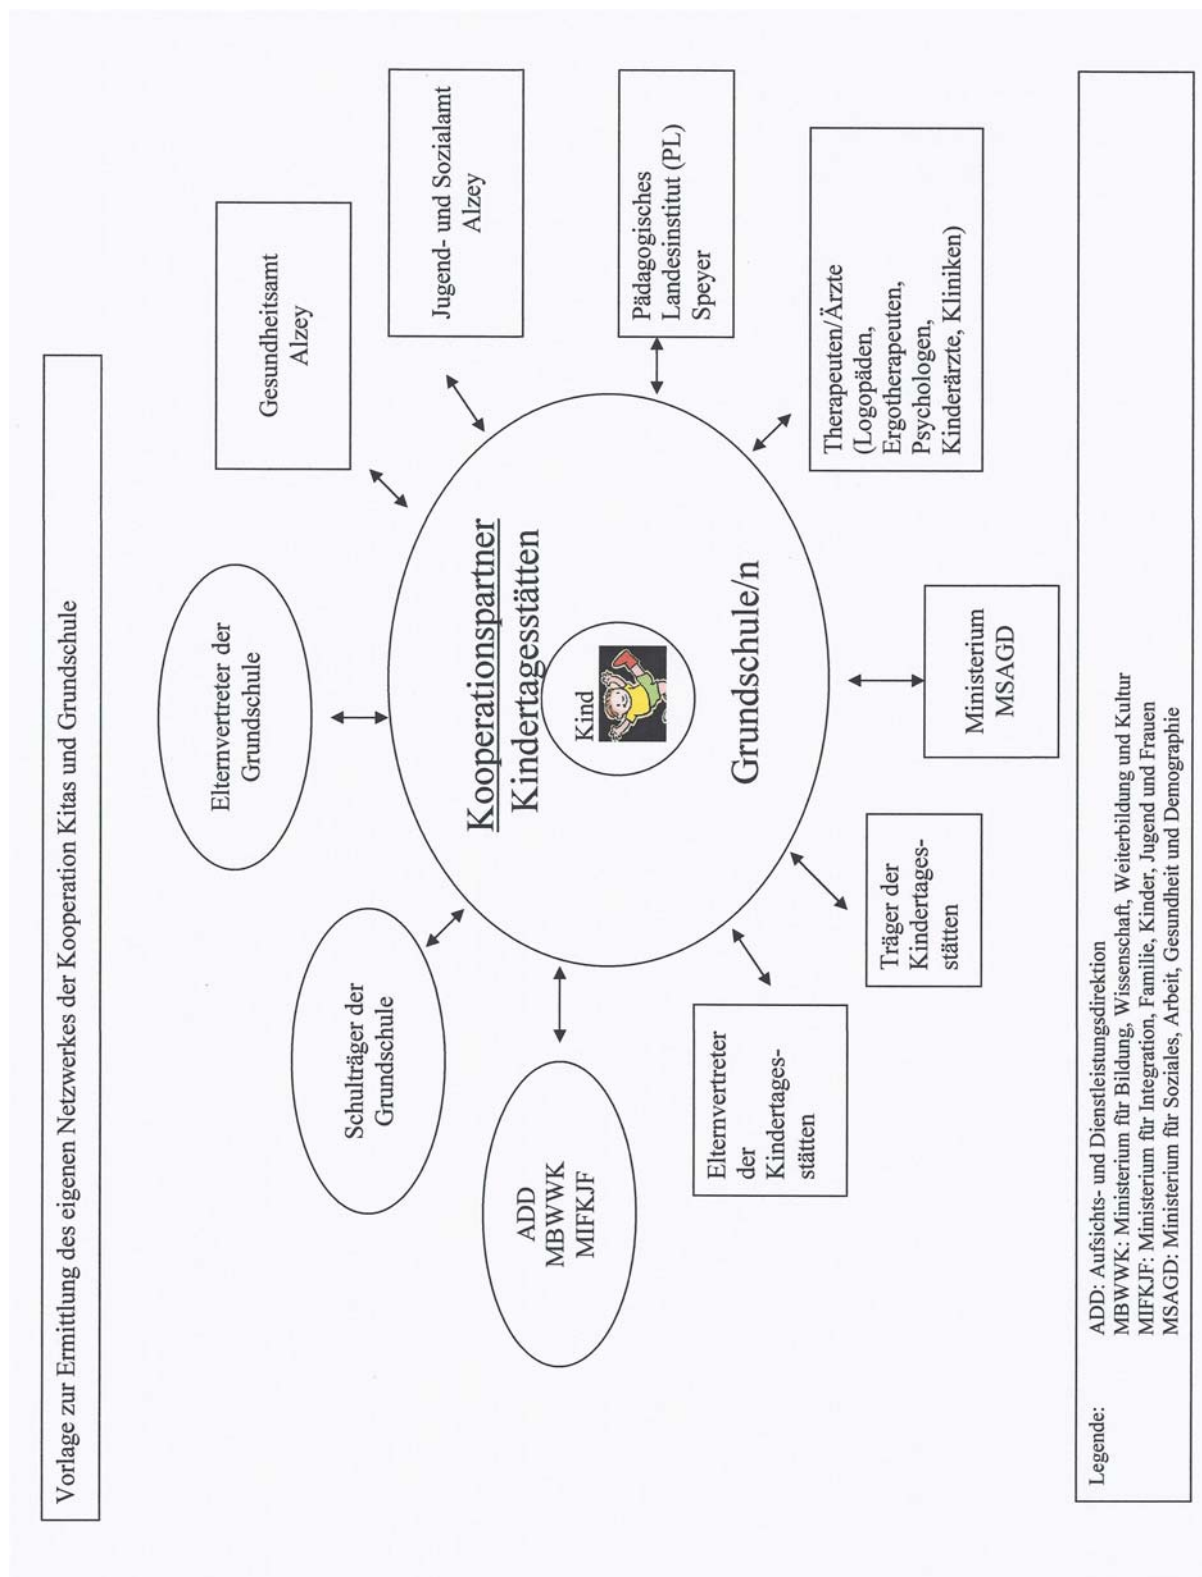 Vorlage zur Ermittlung des eigenen Netzwerkes der Kooperation Kitas und Grundschule
Elternvertreter der
Grundschule
Gesundheitsamt
Alzey
Schulträger der
Grundschule
Jugend- und Sozialamt
Alzey
Kooperationspartner
Kindertagesstätten
Kind
Grundschule/n
ADD
MBWWK
MIFKJF
Pädagogisches
Landesinstitut (PL)
Speyer
Elternvertreter
der
Kindertages-
stätten
Therapeuten/Ärzte
(Logopäden,
Ergotherapeuten,
Psychologen,
Kinderärzte, Kliniken)
Träger der
Kindertages-
stätten
Ministerium
MSAGD
Legende: ADD: Aufsichts- und Dienstleistungsdirektion
MBWWK: Ministerium für Bildung, Wissenschaft, Weiterbildung und Kultur
MIFKJF: Ministerium für Integration, Familie, Kinder, Jugend und Frauen
MSAGD: Ministerium für Soziales, Arbeit, Gesundheit und Demographie